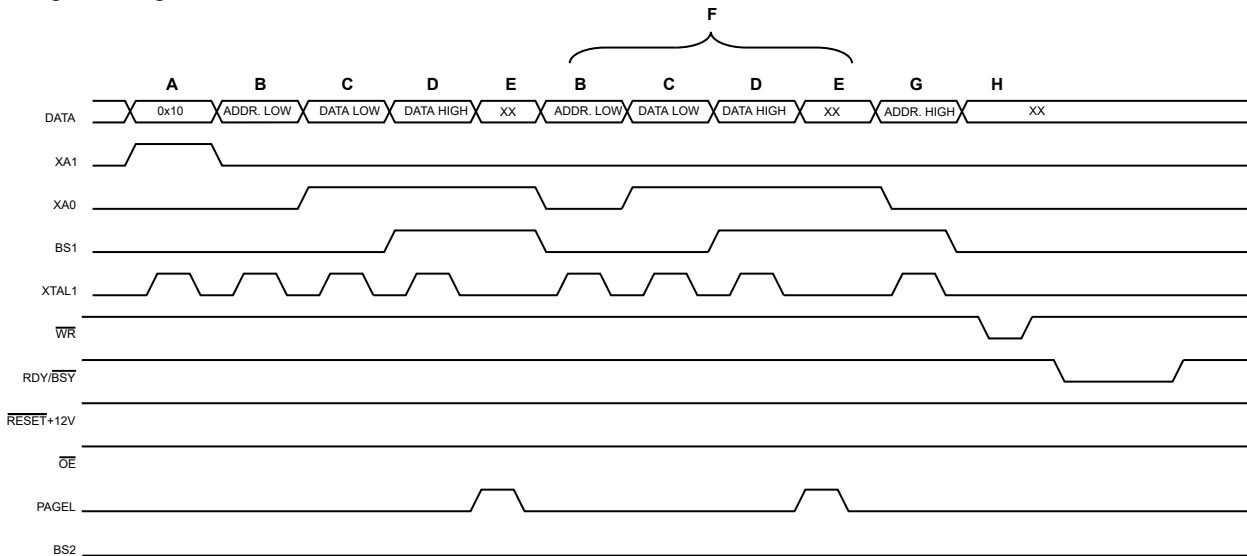 F
A B C D E B C D E G H
DATA 0x10 ADDR. LOW DATA LOW DATA HIGH XX ADDR. LOW DATA LOW DATA HIGH XX ADDR. HIGH XX
XA1
XA0
BS1
XTAL1
WR
RDY/BSY
RESET+12V
OE
PAGEL
BS2